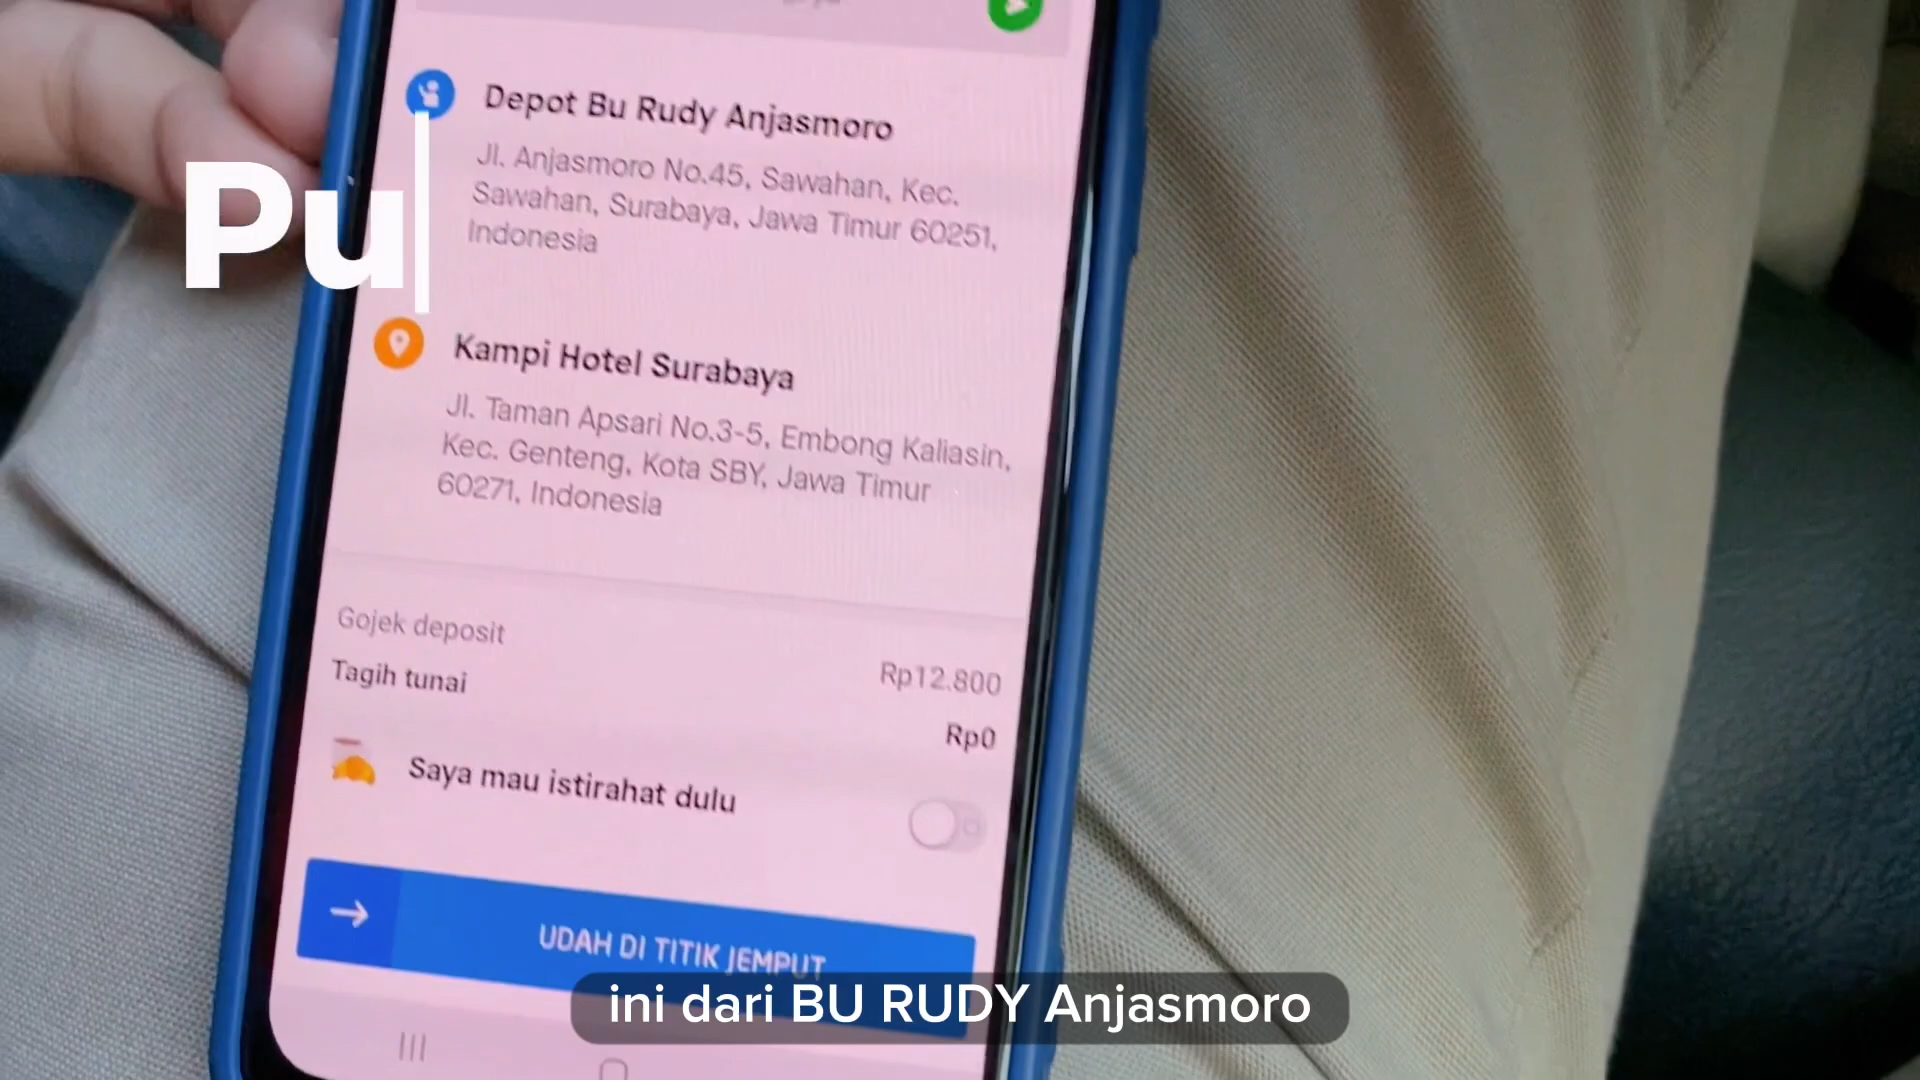 Depot Bu Rudy Anjasmoro
Jl. Anjasmoro No.45, Sawahan, Kec.
Sawahan, Surabaya, Jawa Timur 60251,
Indonesia
Pu
Kampi Hotel Surabaya
Jl. Taman Apsari No.3-5, Embong Kaliasin,
Kec. Genteng, Kota SBY, Jawa Timur
60271, Indonesia
Gojek deposit
Rp12.800
Tagih tunai
Rp0
Saya mau istirahat dulu
UDAH DI TITIK JEMPUT
ini dari BU RUDY Anjasmoro